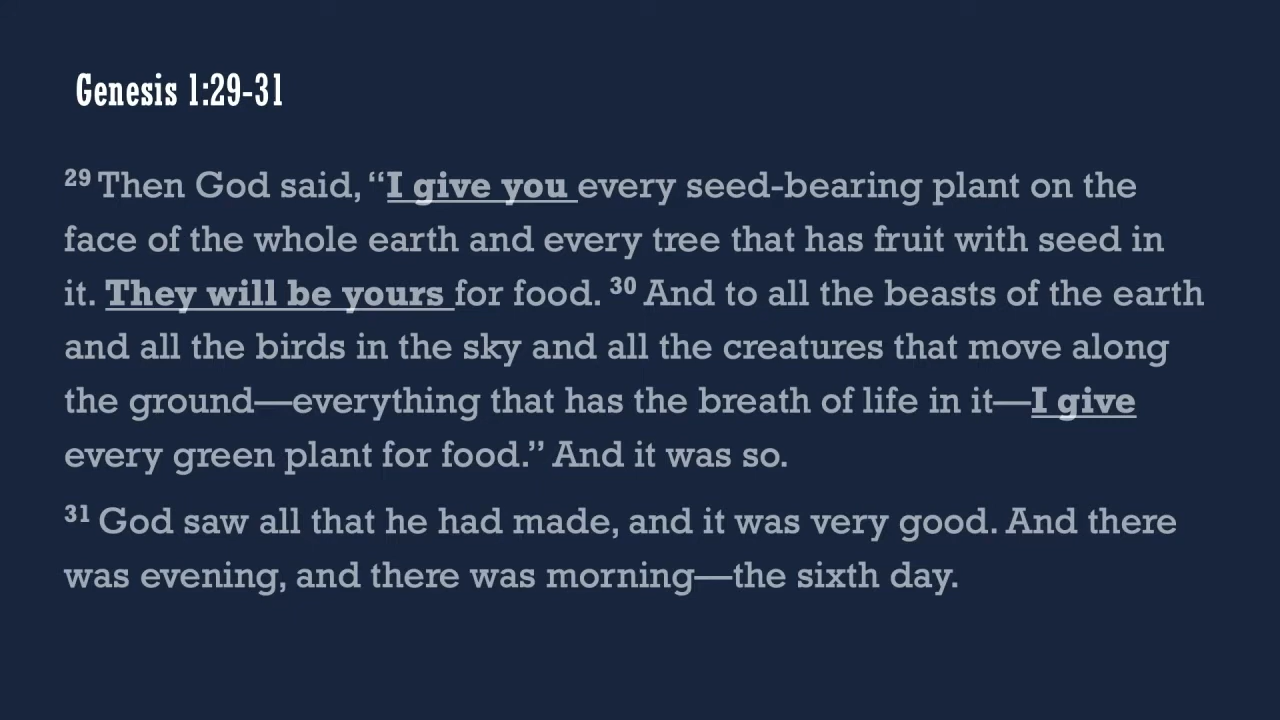 Genesis 1:29-31
29 Then God said, “I give you every seed-bearing plant on the
face of the whole earth and every tree that has fruit with seed in
it. They will be yours for food. 30 And to all the beasts of the earth
and all the birds in the sky and all the creatures that move along
the ground—everything that has the breath of life in it—I give
every green plant for food.” And it was so.
31 God saw all that he had made, and it was very good. And there
was evening, and there was morning—the sixth day.